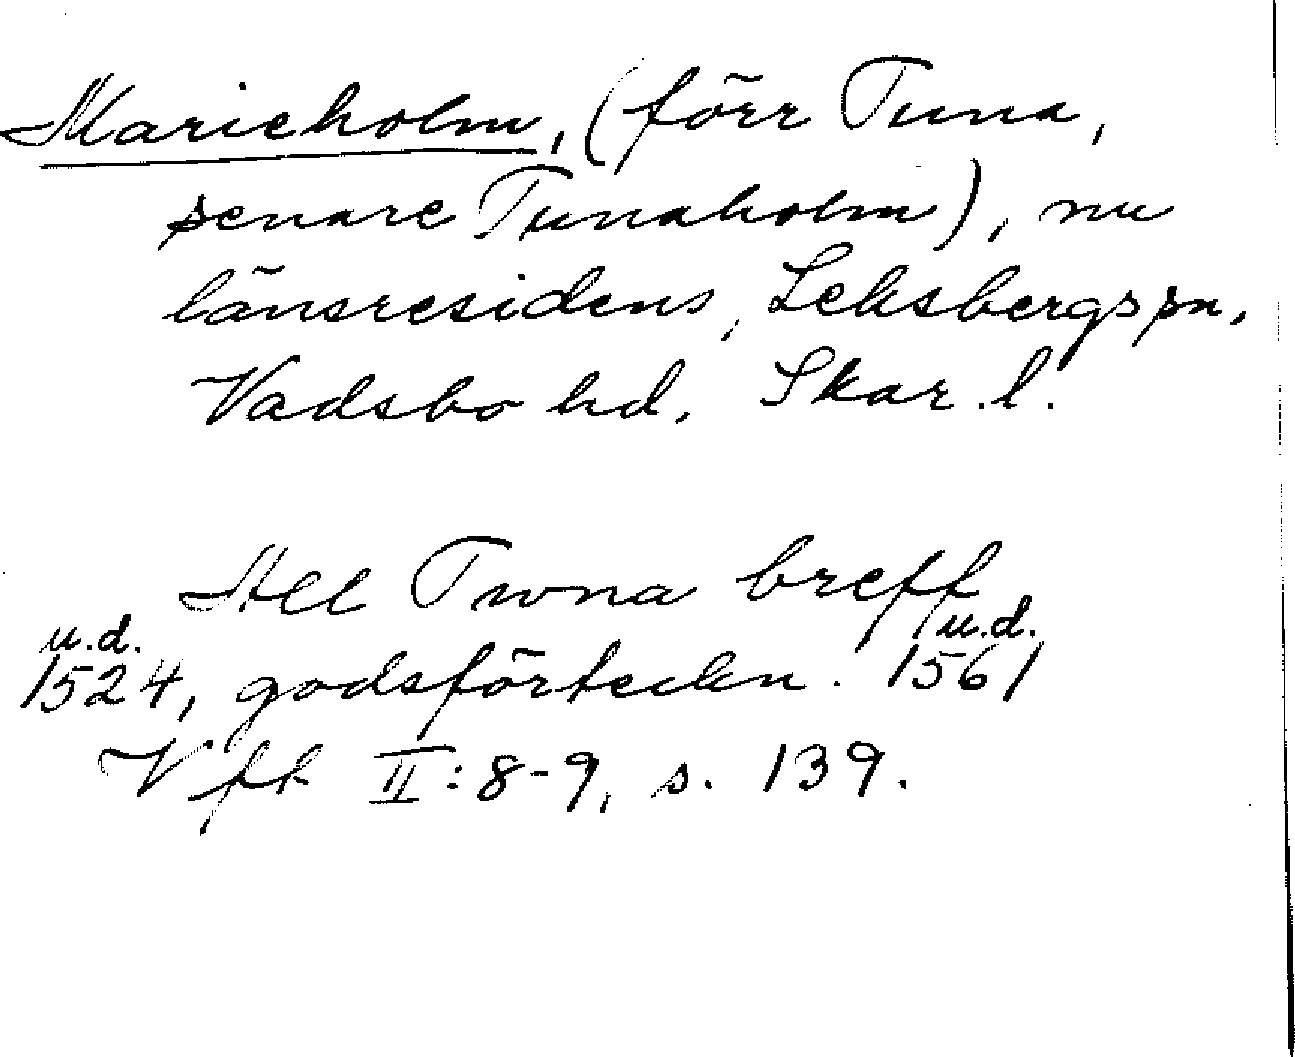 Marieholm, (förr Tuna,
senare Tunaholm), nu
länsresidens, Leksbergs sn,
Vadsbo hd, Skar. l.
All Twna breff
u.d. u.d.
1524, godsförteckn. 1561
Vfk II: 8-9, s. 139.